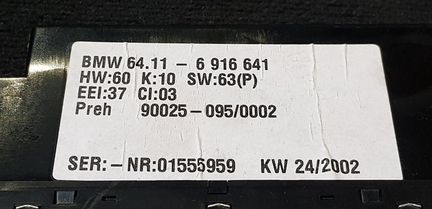 BMW 64.11 - 6 916 641
HW:60 K:10 SW:63(P)
EEI:37 CI:03
Preh 90025-095/0002
SER:-NR:01555959 KW 24/2002